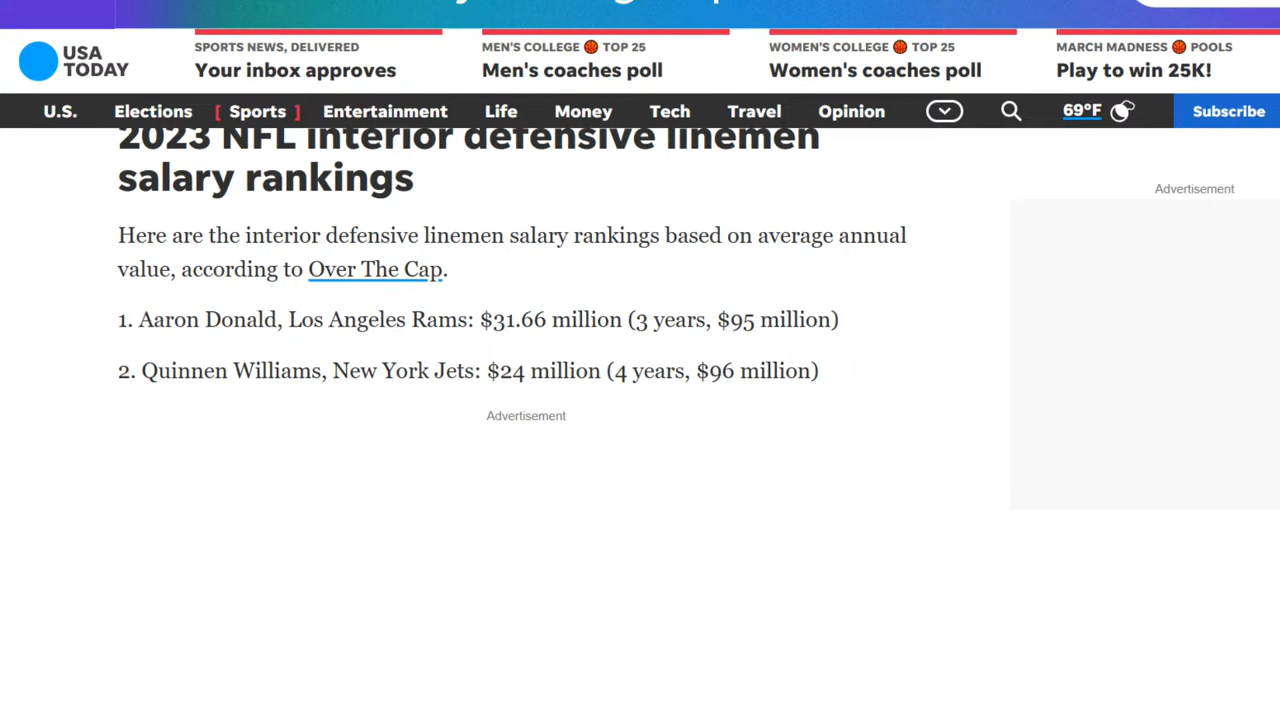 USA
TODAY
SPORTS NEWS, DELIVERED
Your inbox approves
MEN'S COLLEGE 🏀 TOP 25
Men's coaches poll
WOMEN'S COLLEGE 🏀 TOP 25
Women's coaches poll
MARCH MADNESS 🏀 POOLS
Play to win 25K!
U.S. Elections [ Sports ] Entertainment Life Money Tech Travel Opinion 69°F Subscribe
2023 NFL interior defensive linemen
salary rankings
Advertisement
Here are the interior defensive linemen salary rankings based on average annual
value, according to Over The Cap.
1. Aaron Donald, Los Angeles Rams: $31.66 million (3 years, $95 million)
2. Quinnen Williams, New York Jets: $24 million (4 years, $96 million)
Advertisement